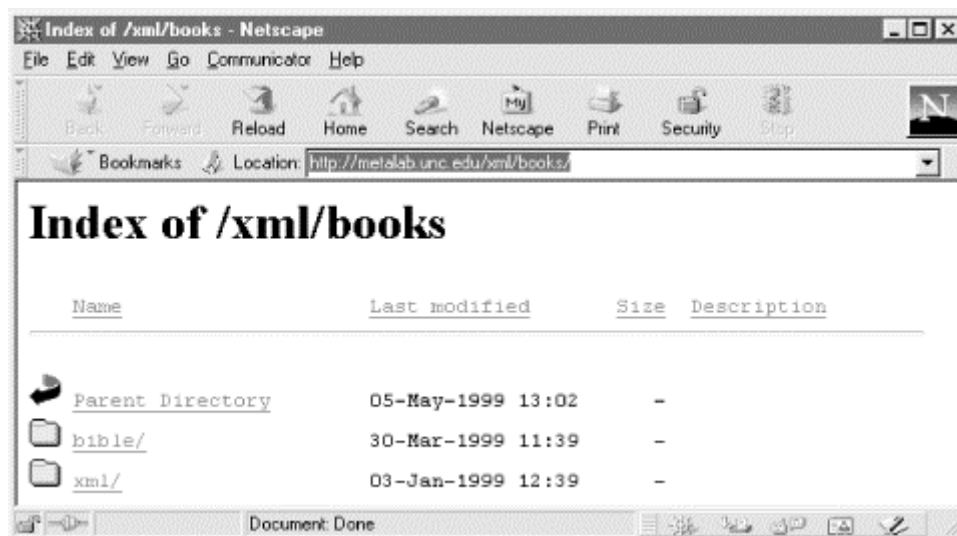 Index of /xml/books - Netscape
File Edit View Go Communicator Help
Back Forward Reload Home Search Netscape Print Security Stop
Bookmarks Location: http://metalab.unc.edu/xml/books/
Index of /xml/books
Name Last modified Size Description
Parent Directory 05-May-1999 13:02 -
bible/ 30-Mar-1999 11:39 -
xml/ 03-Jan-1999 12:39 -
Document: Done